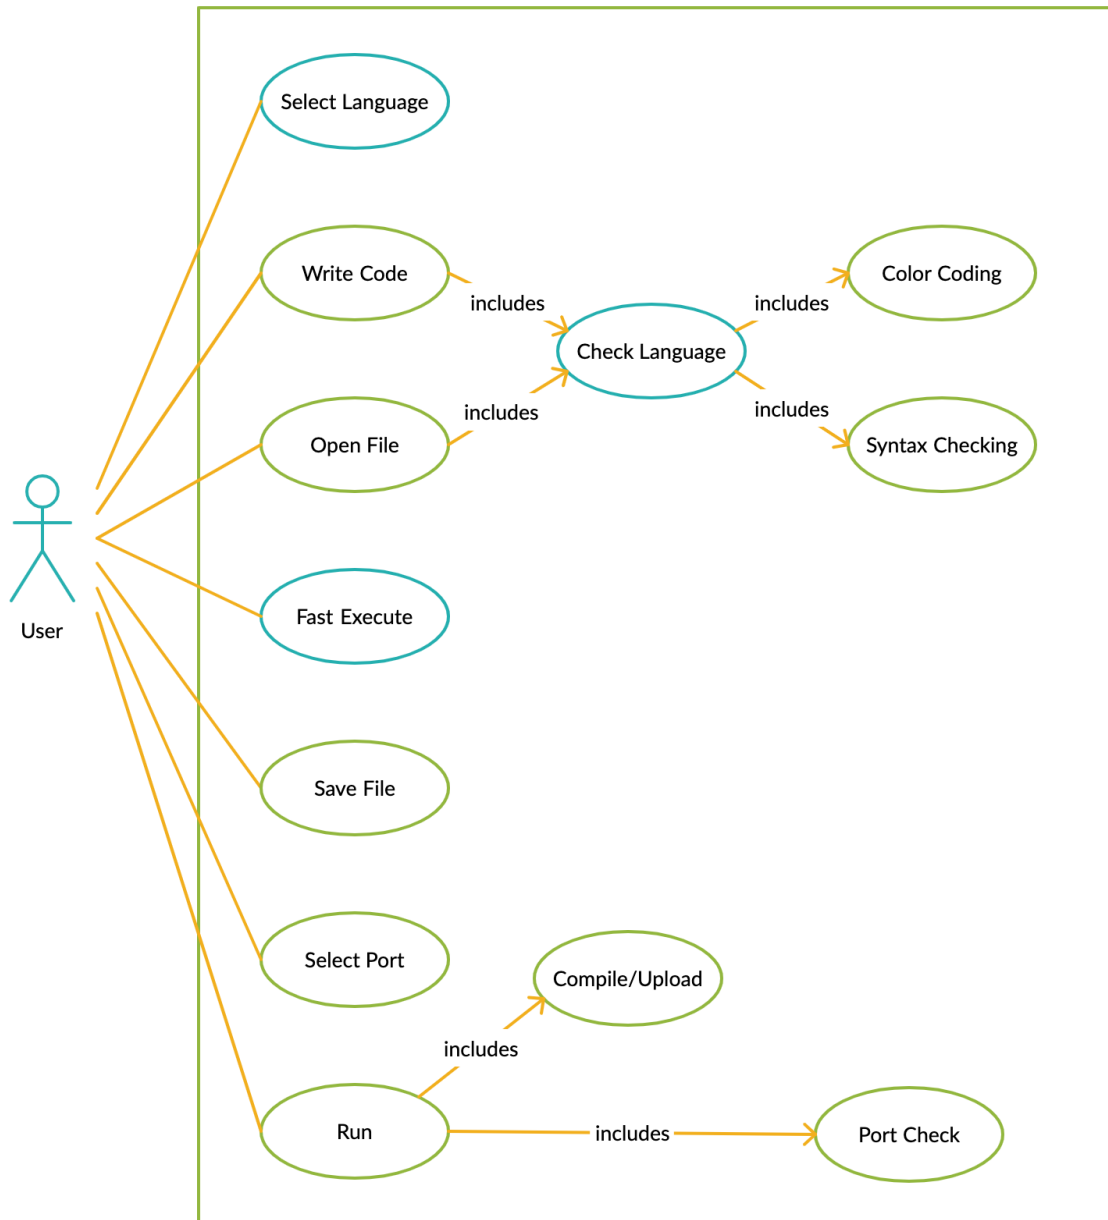 Select Language
Write Code
includes
Color Coding
includes
Check Language
Open File
includes
includes
Syntax Checking
User
Fast Execute
Save File
Select Port
Compile/Upload
includes
Run
includes
Port Check